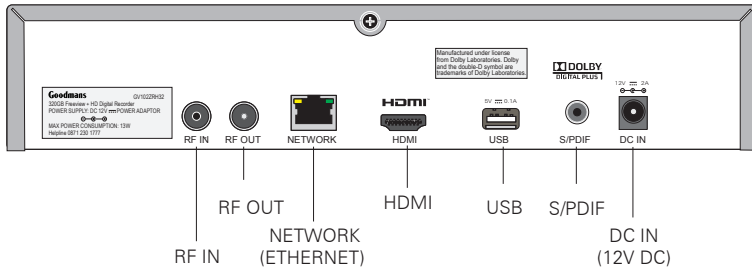 Manufactured under license
from Dolby Laboratories. Dolby
and the double-D symbol are
trademarks of Dolby Laboratories.
DOLBY
DIGITAL PLUS
Goodmans GV102ZRH32
320GB Freeview + HD Digital Recorder
POWER SUPPLY: DC 12V POWER ADAPTOR
MAX POWER CONSUMPTION: 13W
Helpline 0871 230 1777
HDMI
5V 0.1A
12V 2A
RF IN RF OUT NETWORK HDMI USB S/PDIF DC IN
RF OUT HDMI USB S/PDIF
RF IN NETWORK DC IN
(ETHERNET) (12V DC)